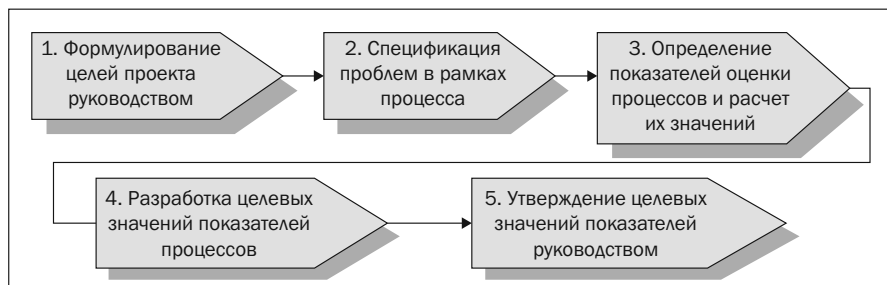 1. Формулирование
целей проекта
руководством
2. Спецификация
проблем в рамках
процесса
3. Определение
показателей оценки
процессов и расчет
их значений
4. Разработка целевых
значений показателей
процессов
5. Утверждение целевых
значений показателей
руководством